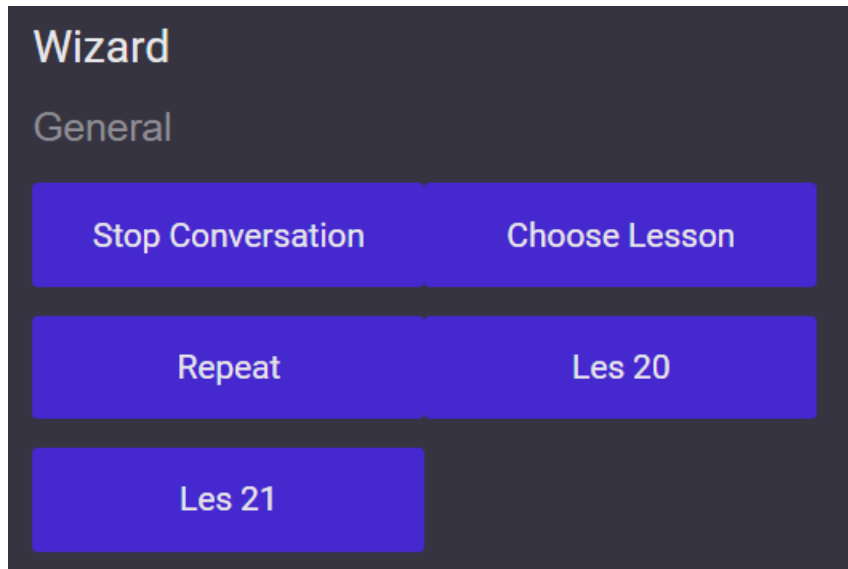 Wizard
General
Stop Conversation Choose Lesson
Repeat Les 20
Les 21